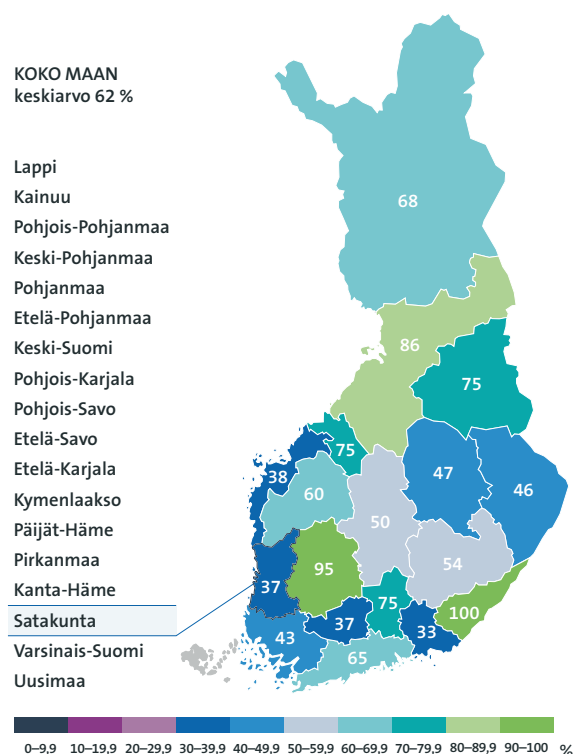 KOKO MAAN
keskiarvo 62 %
Lappi
Kainuu
Pohjois-Pohjanmaa
Keski-Pohjanmaa
Pohjanmaa
Etelä-Pohjanmaa
Keski-Suomi
Pohjois-Karjala
Pohjois-Savo
Etelä-Savo
Etelä-Karjala
Kymenlaakso
Päijät-Häme
Pirkanmaa
Kanta-Häme
Satakunta
Varsinais-Suomi
Uusimaa
68
86
75
75
47
46
38
60
50
54
95
37
75
100
37
33
43
65
0–9,9 10–19,9 20–29,9 30–39,9 40–49,9 50–59,9 60–69,9 70–79,9 80–89,9 90–100 %